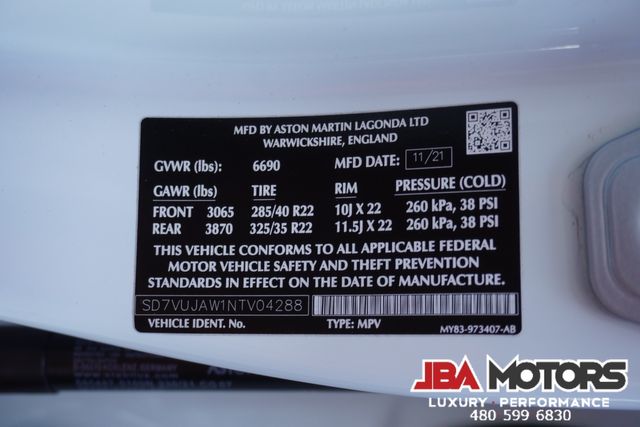 MFD BY ASTON MARTIN LAGONDA LTD
WARWICKSHIRE, ENGLAND
GVWR (lbs): 6690 MFD DATE: 11/21
GAWR (lbs) TIRE RIM PRESSURE (COLD)
FRONT 3065 285/40 R22 10J X 22 260 kPa, 38 PSI
REAR 3870 325/35 R22 11.5J X 22 260 kPa, 38 PSI
THIS VEHICLE CONFORMS TO ALL APPLICABLE FEDERAL
MOTOR VEHICLE SAFETY AND THEFT PREVENTION
STANDARDS IN EFFECT ON THE DATE OF MANUFACTURE
SD7VUJAW1NTV04288
VEHICLE IDENT. No. TYPE: MPV MY83-973407-AB
JBA MOTORS
LUXURY - PERFORMANCE
480 599 6830